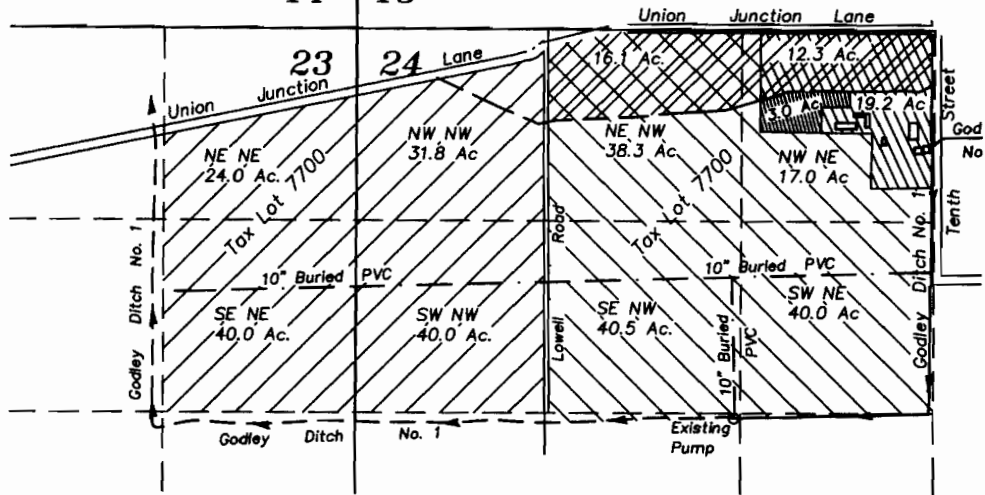 Union Junction Lane
23 24
16.1 Ac.
12.3 Ac.
Lane
Junction
Union
3.0 Ac
19.2 Ac
Street
God
No
NE NE
24.0 Ac.
NW NW
31.8 Ac
NE NW
38.3 Ac.
NW NE
17.0 Ac
Tax Lot 7700
Tax Lot 7700
Tenth
Road
Lowell
Godley Ditch No. 1
10" Buried PVC
10" Buried PVC
SE NE
40.0 Ac.
SW NW
40.0 Ac.
SE NW
40.5 Ac.
SW NE
40.0 Ac.
10" Buried PVC
Godley Ditch No. 1
Godley Ditch No. 1
Existing
Pump